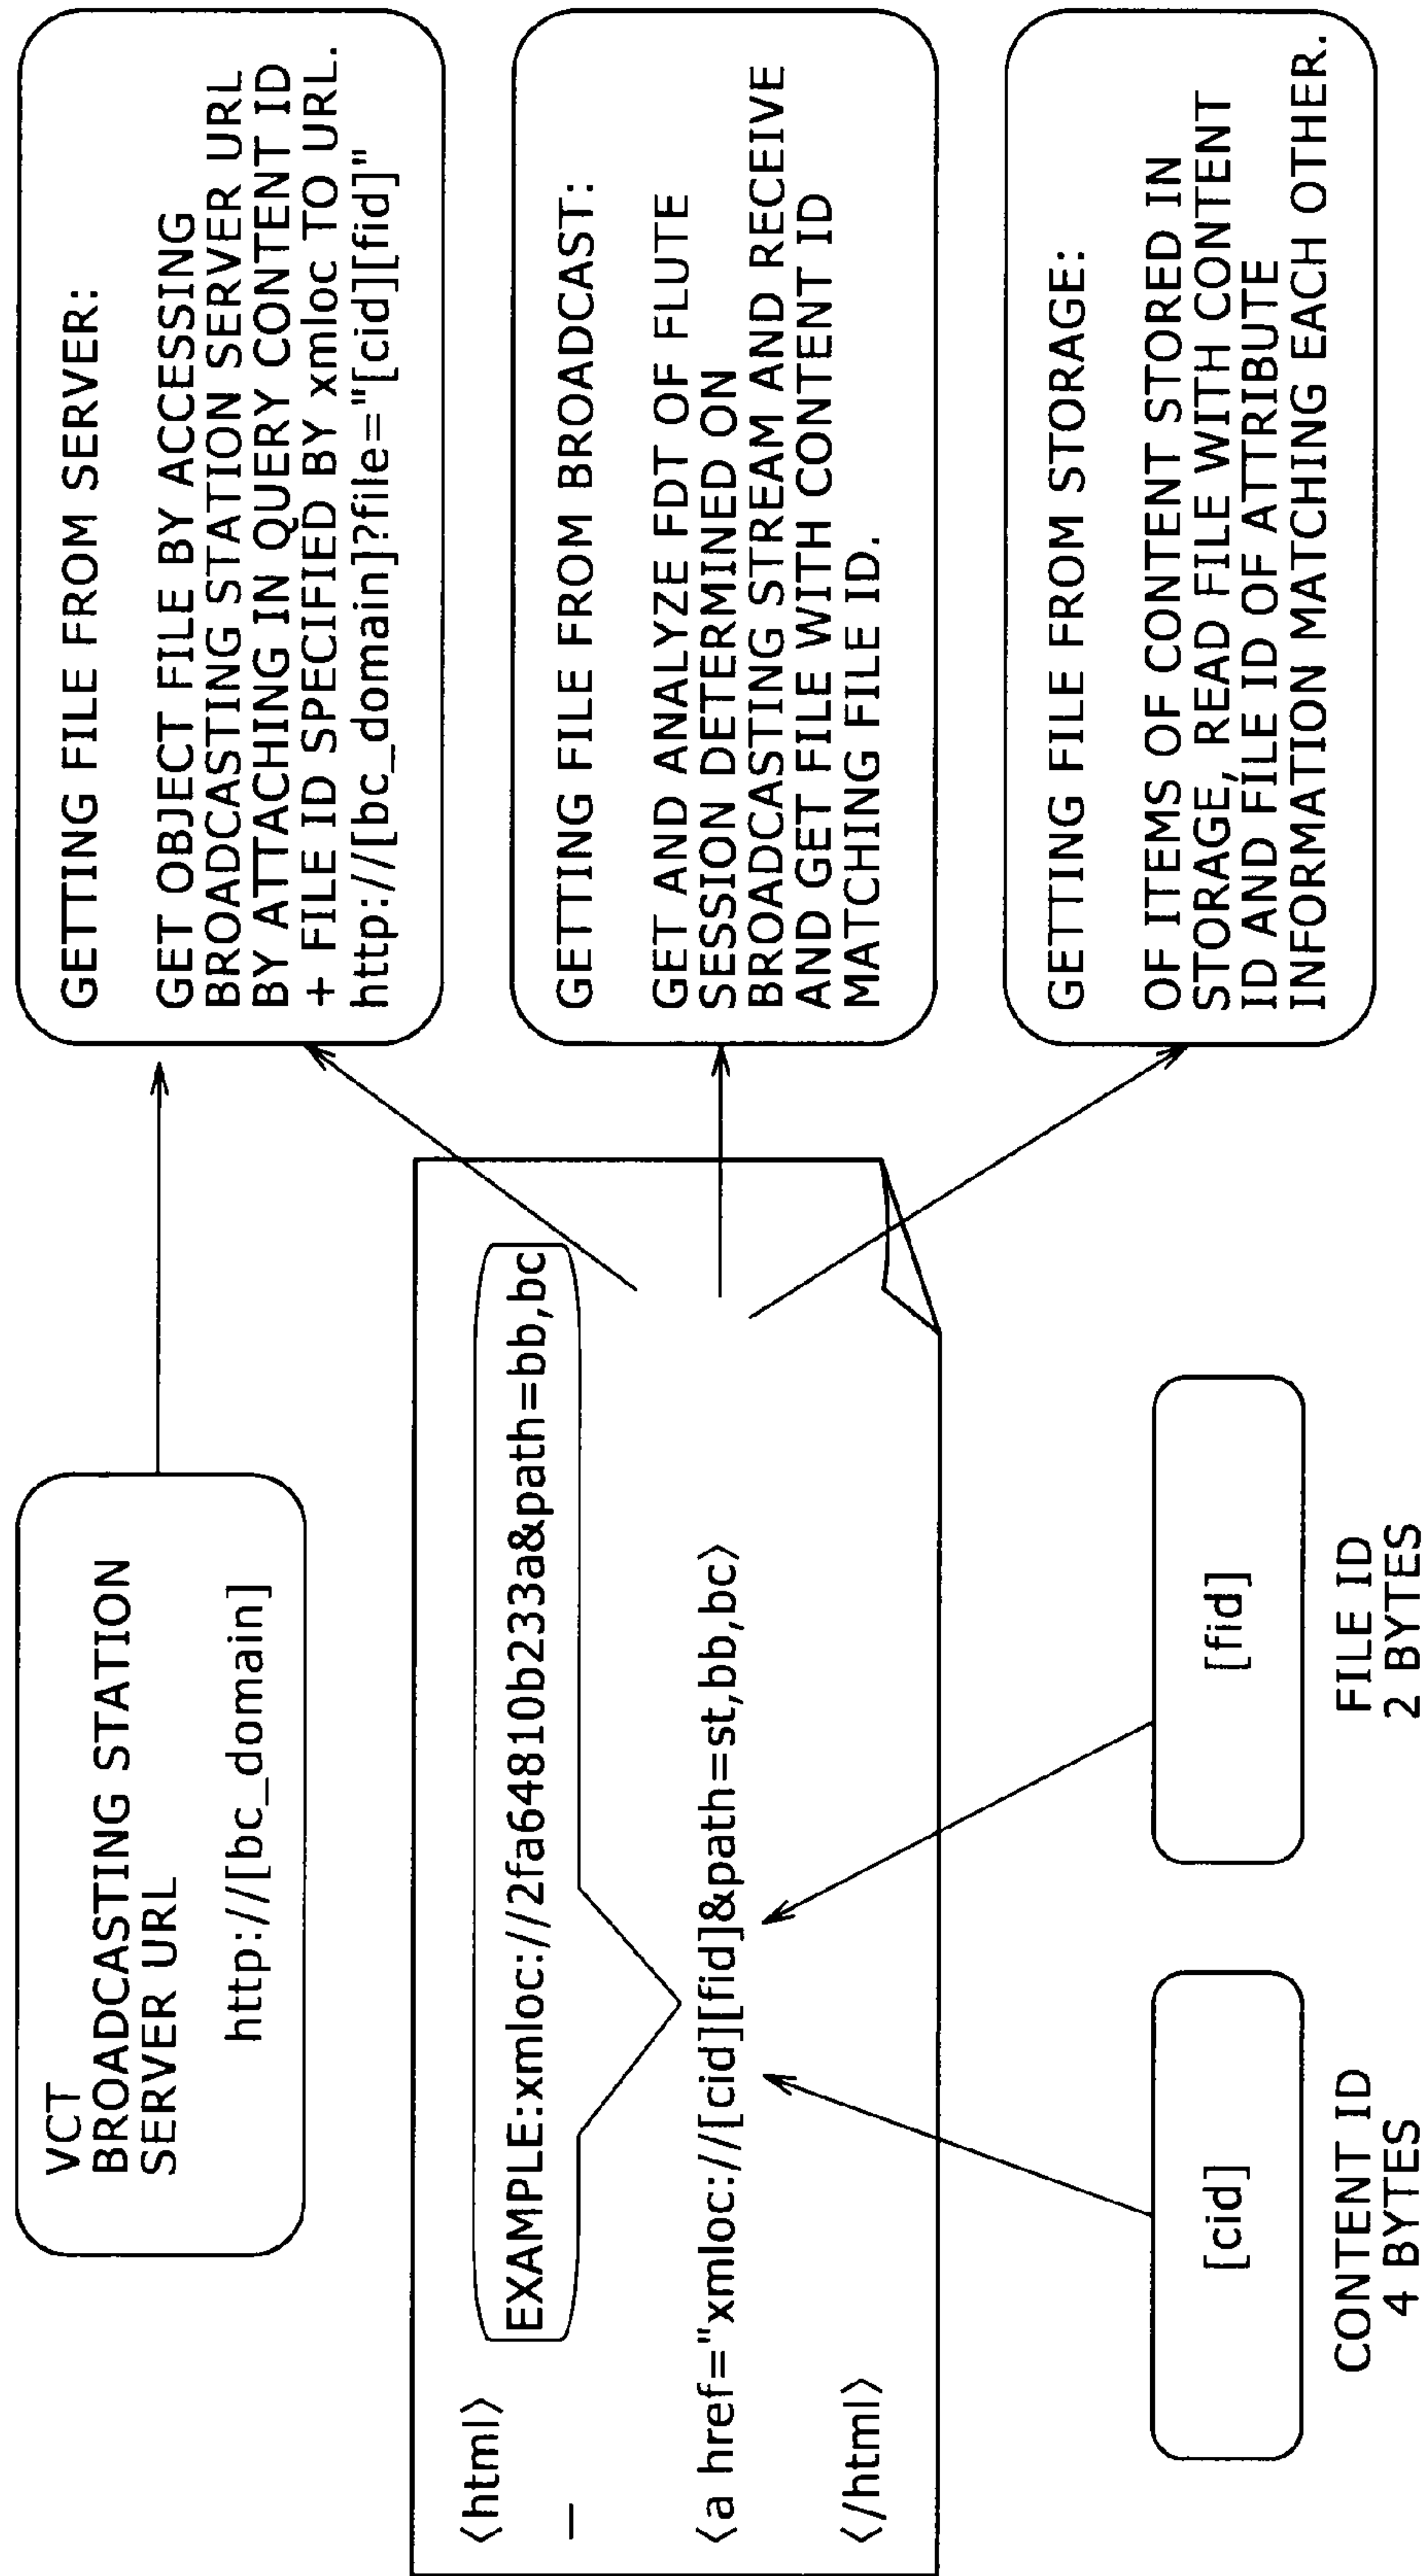 VCT
BROADCASTING STATION
SERVER URL
http://[bc_domain]
<html>
—
EXAMPLE:xmloc://2fa64810b233a&path=bb,bc
<a href="xmloc://[cid][fid]&path=st,bb,bc>
</html>
[cid]
CONTENT ID
4 BYTES
[fid]
FILE ID
2 BYTES
GETTING FILE FROM SERVER:
GET OBJECT FILE BY ACCESSING
BROADCASTING STATION SERVER URL
BY ATTACHING IN QUERY CONTENT ID
+ FILE ID SPECIFIED BY xmloc TO URL.
http://[bc_domain]?file="[cid][fid]"
GETTING FILE FROM BROADCAST:
GET AND ANALYZE FDT OF FLUTE
SESSION DETERMINED ON
BROADCASTING STREAM AND RECEIVE
AND GET FILE WITH CONTENT ID
MATCHING FILE ID.
GETTING FILE FROM STORAGE:
OF ITEMS OF CONTENT STORED IN
STORAGE, READ FILE WITH CONTENT
ID AND FILE ID OF ATTRIBUTE
INFORMATION MATCHING EACH OTHER.